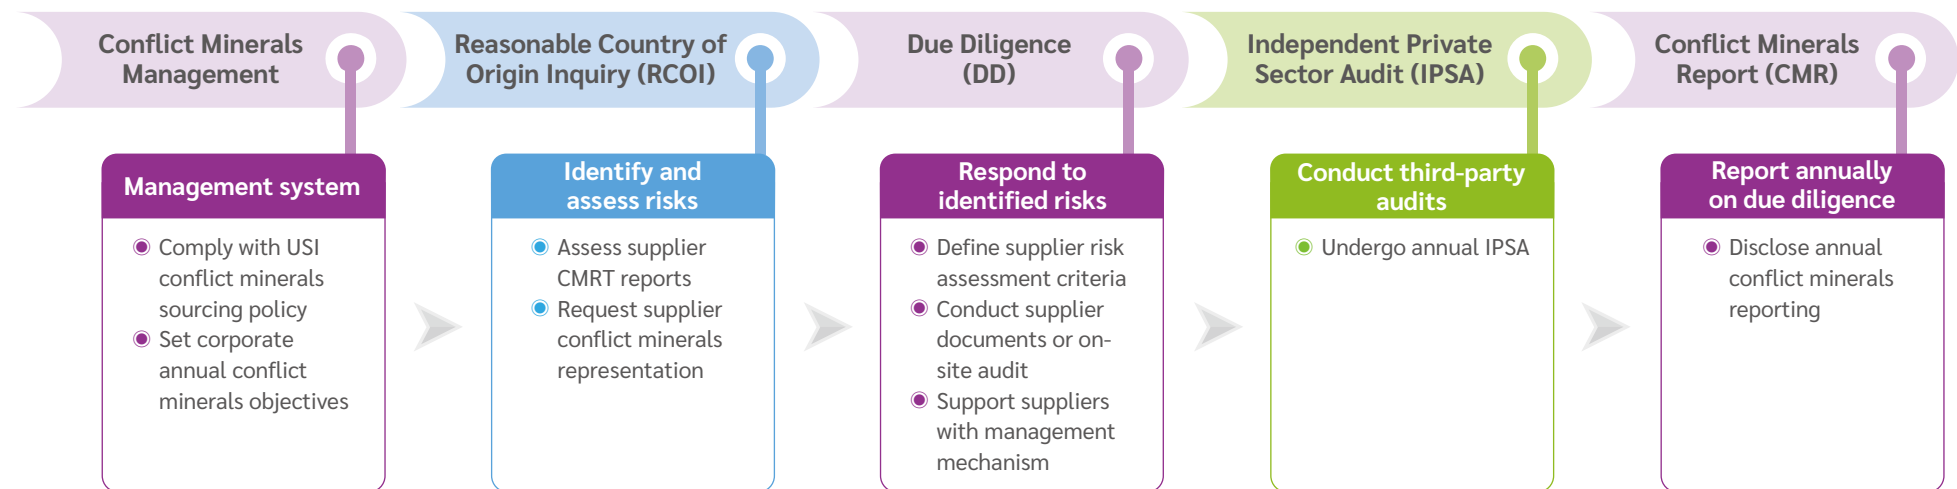 Conflict Minerals
Management
Reasonable Country of
Origin Inquiry (RCOI)
Due Diligence
(DD)
Independent Private
Sector Audit (IPSA)
Conflict Minerals
Report (CMR)
Management system
Comply with USI
conflict minerals
sourcing policy
Set corporate
annual conflict
minerals objectives
Identify and
assess risks
Assess supplier
CMRT reports
Request supplier
conflict minerals
representation
Respond to
identified risks
Define supplier risk
assessment criteria
Conduct supplier
documents or on-
site audit
Support suppliers
with management
mechanism
Conduct third-party
audits
Undergo annual IPSA
Report annually
on due diligence
Disclose annual
conflict minerals
reporting